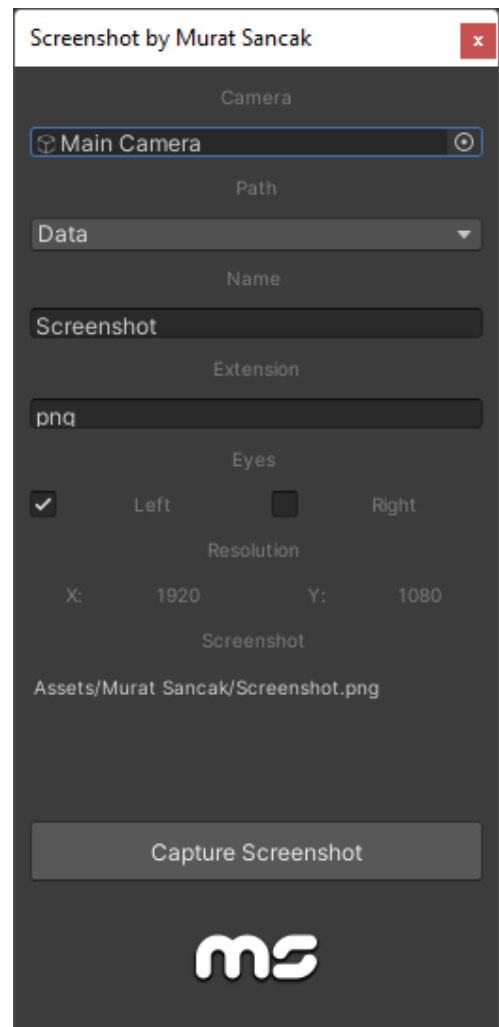 Screenshot by Murat Sancak
x
Camera
Main Camera
Path
Data
Name
Screenshot
Extension
png
Eyes
Left Right
Resolution
X: 1920 Y: 1080
Screenshot
Assets/Murat Sancak/Screenshot.png
Capture Screenshot
ms